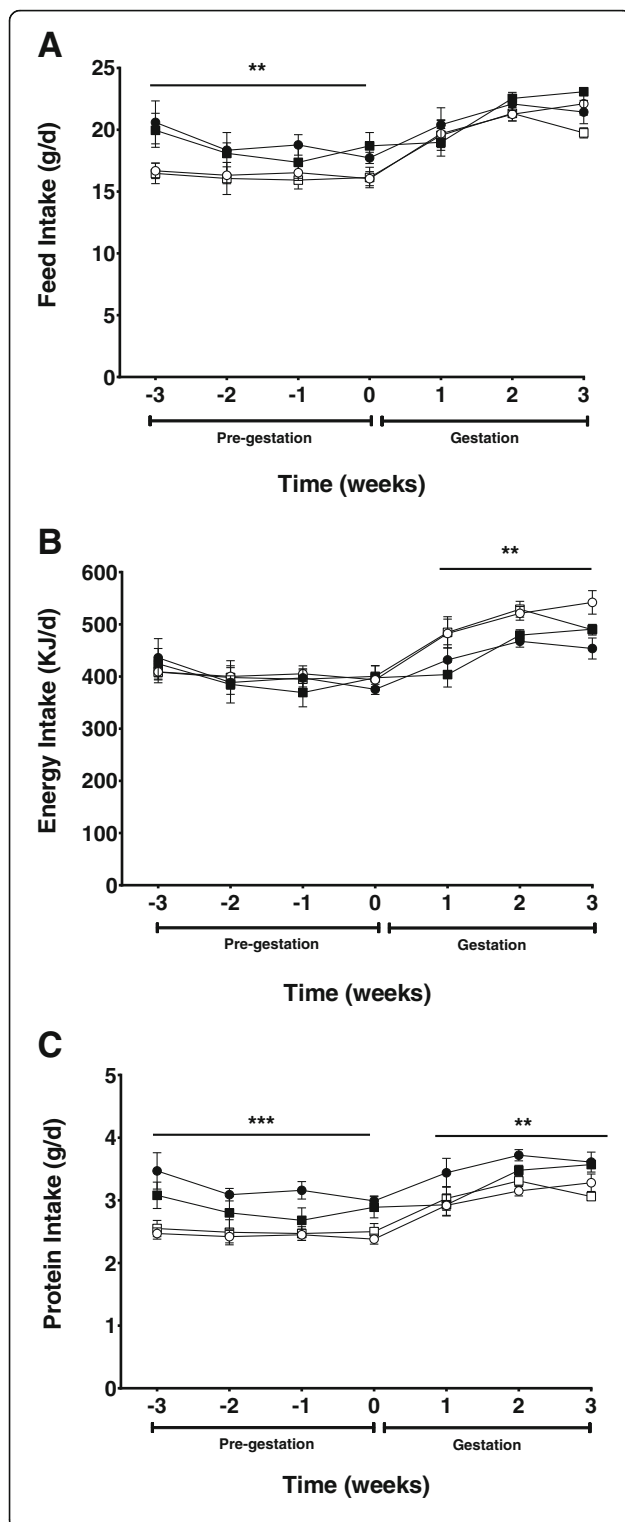 A
**
Feed Intake (g/d)
25
20
15
10
5
0
-3 -2 -1 0 1 2 3
Pre-gestation Gestation
Time (weeks)
B
**
Energy Intake (KJ/d)
600
500
400
300
200
100
0
-3 -2 -1 0 1 2 3
Pre-gestation Gestation
Time (weeks)
C
*** **
Protein Intake (g/d)
5
4
3
2
1
0
-3 -2 -1 0 1 2 3
Pre-gestation Gestation
Time (weeks)